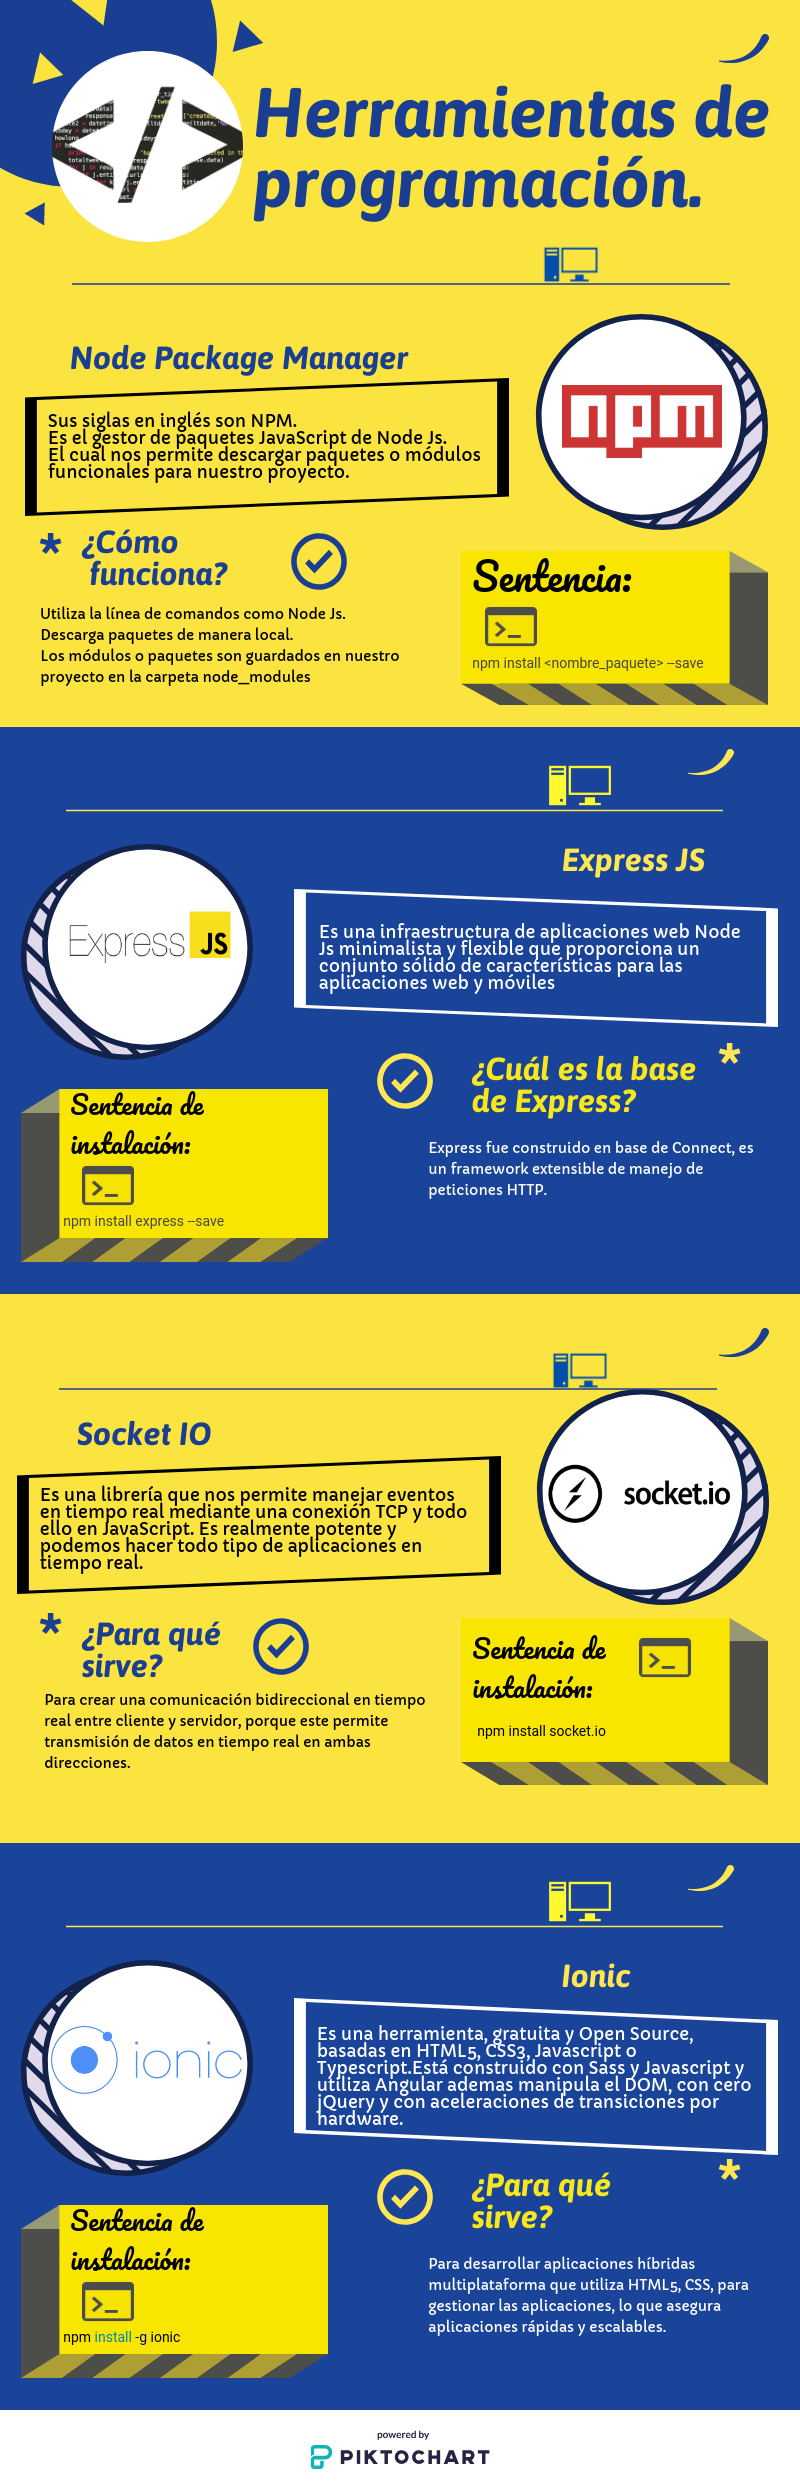 Herramientas de
programación.
Node Package Manager
npm
Sus siglas en inglés son NPM.
Es el gestor de paquetes JavaScript de Node Js.
El cual nos permite descargar paquetes o módulos
funcionales para nuestro proyecto.
* ¿Cómo
funciona?
Utiliza la línea de comandos como Node Js.
Descarga paquetes de manera local.
Los módulos o paquetes son guardados en nuestro
proyecto en la carpeta node_modules
Sentencia:
npm install <nombre_paquete> --save
Express JS
Express JS
Es una infraestructura de aplicaciones web Node
Js minimalista y flexible que proporciona un
conjunto sólido de características para las
aplicaciones web y móviles
¿Cuál es la base *
de Express?
Express fue construido en base de Connect, es
un framework extensible de manejo de
peticiones HTTP.
Sentencia de
instalación:
npm install express --save
Socket IO
socket.io
Es una librería que nos permite manejar eventos
en tiempo real mediante una conexión TCP y todo
ello en JavaScript. Es realmente potente y
podemos hacer todo tipo de aplicaciones en
tiempo real.
* ¿Para qué
sirve?
Para crear una comunicación bidireccional en tiempo
real entre cliente y servidor, porque este permite
transmisión de datos en tiempo real en ambas
direcciones.
Sentencia de
instalación:
npm install socket.io
Ionic
ionic
Es una herramienta, gratuita y Open Source,
basadas en HTML5, CSS3, Javascript o
Typescript.Está construido con Sass y Javascript y
utiliza Angular ademas manipula el DOM, con cero
jQuery y con aceleraciones de transiciones por
hardware.
¿Para qué *
sirve?
Para desarrollar aplicaciones híbridas
multiplataforma que utiliza HTML5, CSS, para
gestionar las aplicaciones, lo que asegura
aplicaciones rápidas y escalables.
Sentencia de
instalación:
npm install -g ionic
powered by
PIKTOCHART